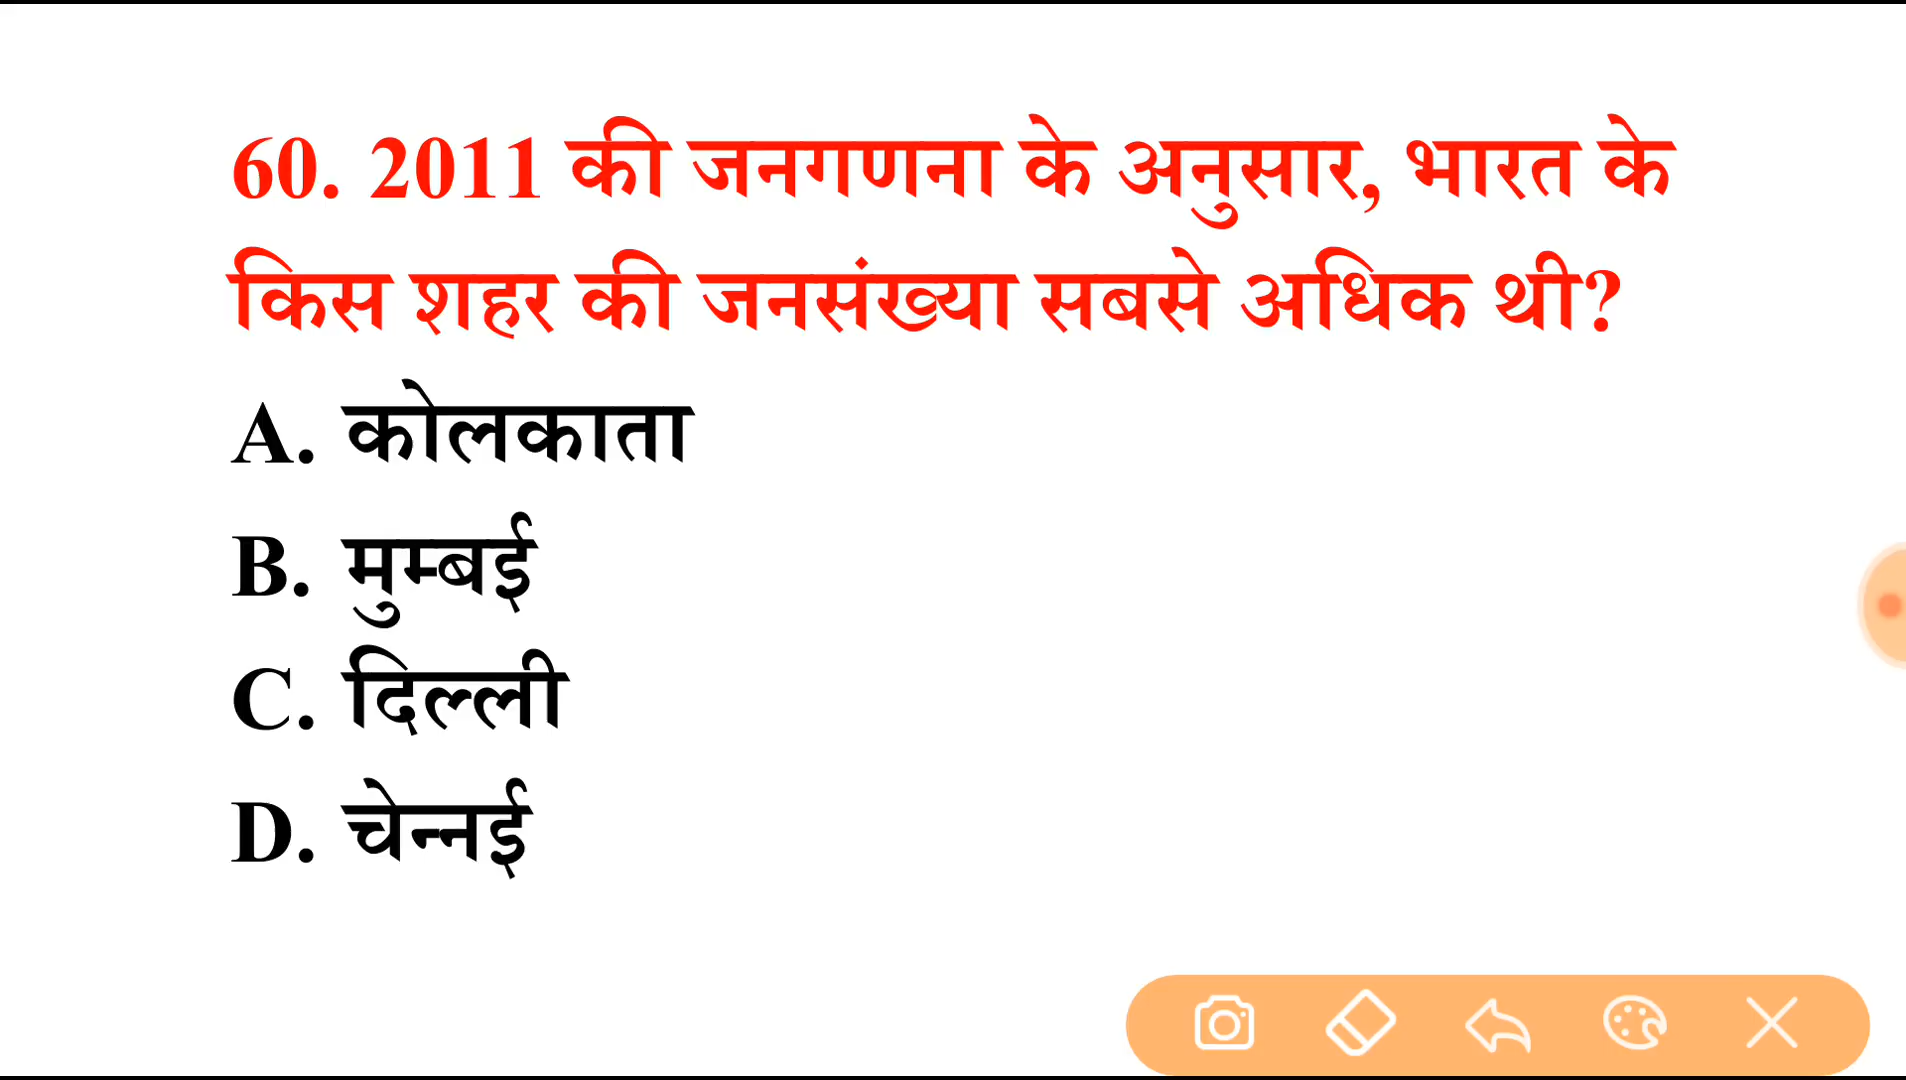 60. 2011 की जनगणना के अनुसार, भारत के
किस शहर की जनसंख्या सबसे अधिक थी?
A. कोलकाता
B. मुम्बई
C. दिल्ली
D. चेन्नई